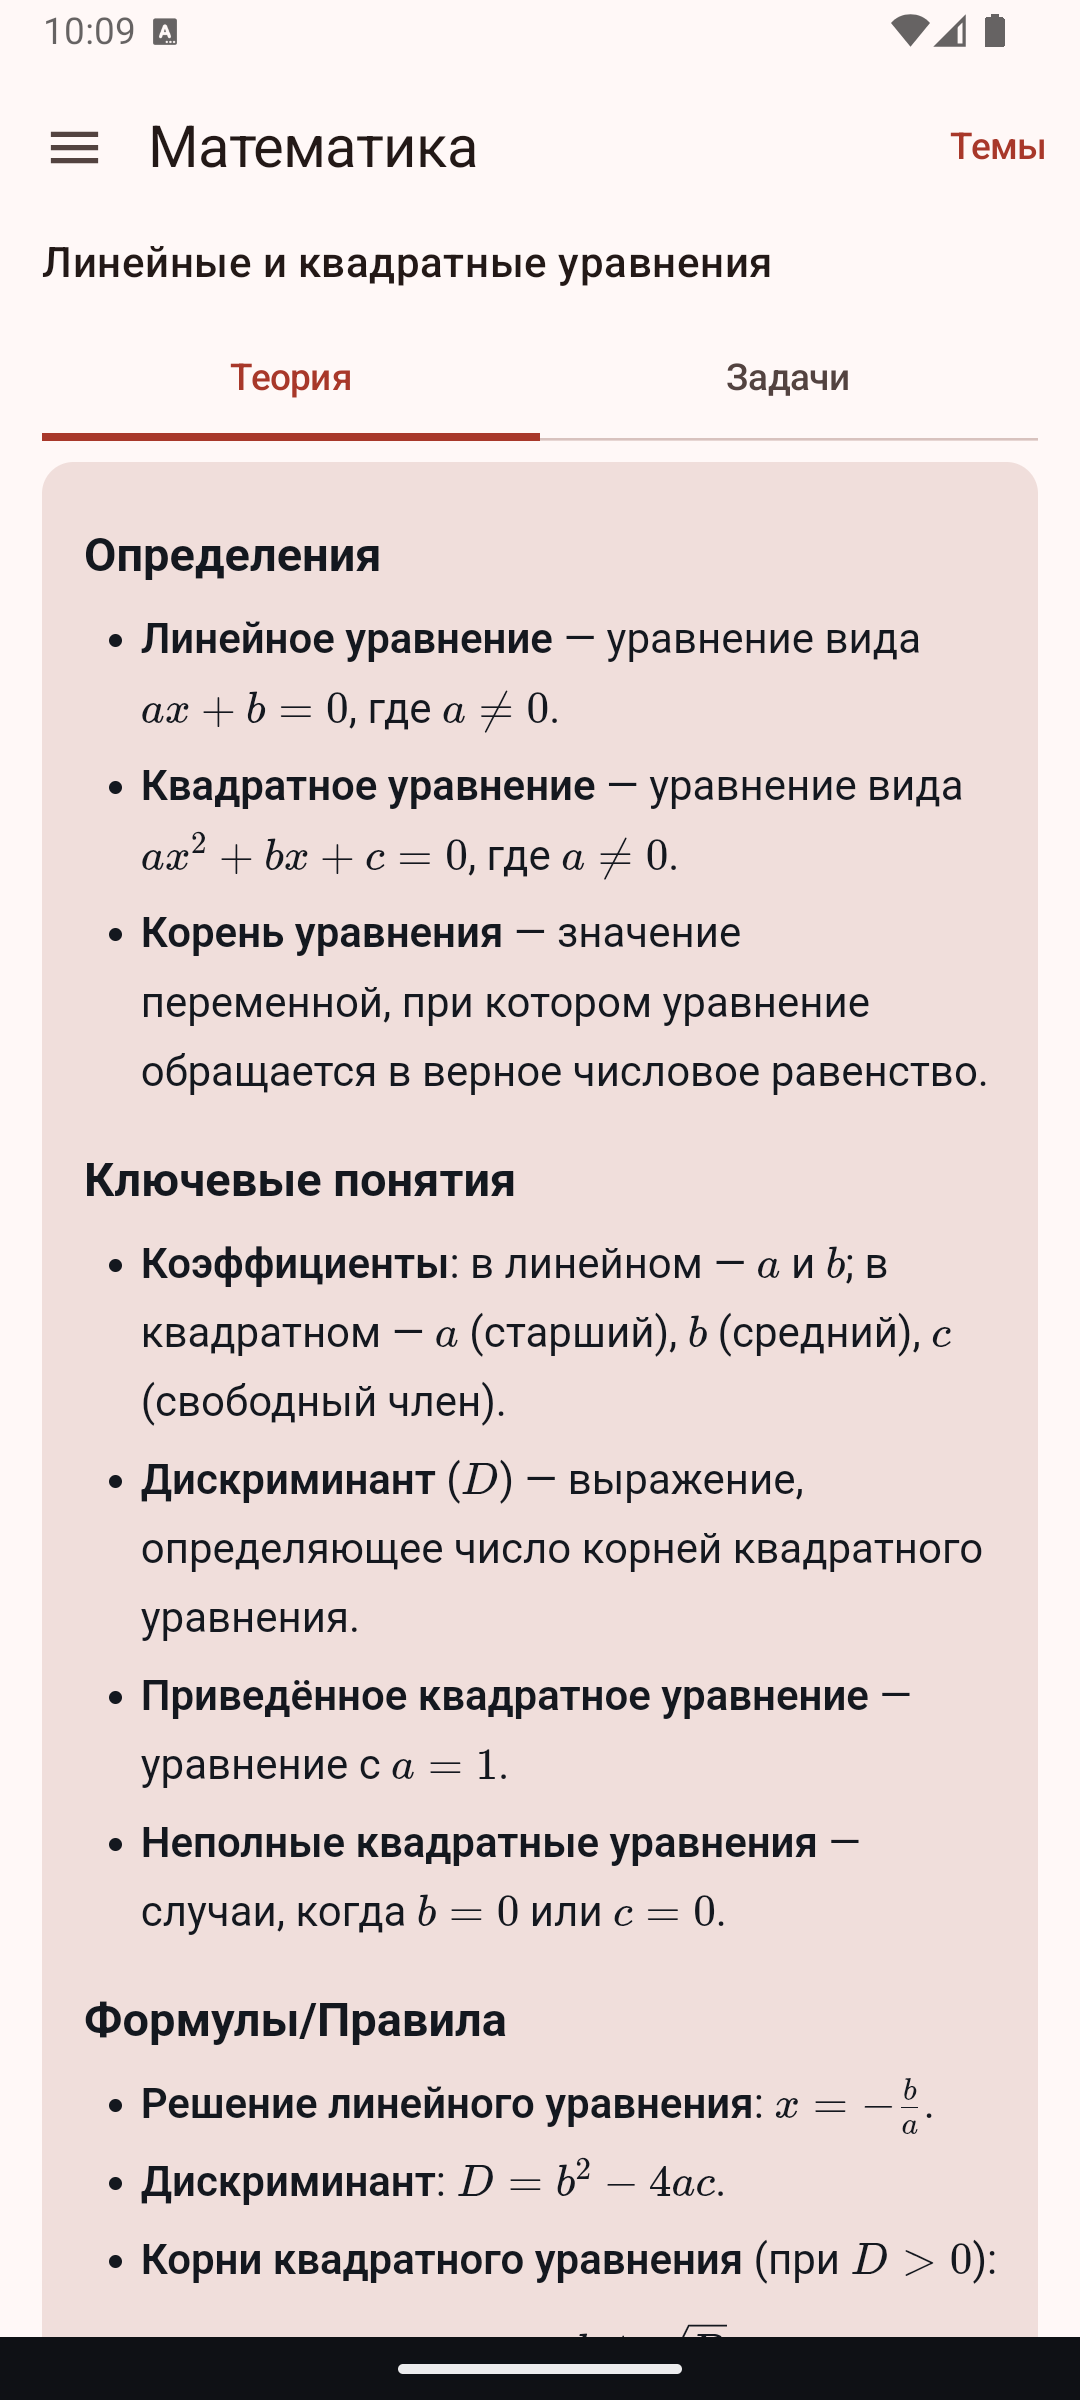 10:09
Математика
Темы
Линейные и квадратные уравнения
Теория
Задачи
Определения
• Линейное уравнение — уравнение вида
ax + b = 0, где a ≠ 0.
• Квадратное уравнение — уравнение вида
ax² + bx + c = 0, где a ≠ 0.
• Корень уравнения — значение
переменной, при котором уравнение
обращается в верное числовое равенство.
Ключевые понятия
• Коэффициенты: в линейном — a и b; в
квадратном — a (старший), b (средний), c
(свободный член).
• Дискриминант (D) — выражение,
определяющее число корней квадратного
уравнения.
• Приведённое квадратное уравнение —
уравнение с a = 1.
• Неполные квадратные уравнения —
случаи, когда b = 0 или c = 0.
Формулы/Правила
• Решение линейного уравнения: x = −b/a.
• Дискриминант: D = b² − 4ac.
• Корни квадратного уравнения (при D > 0):